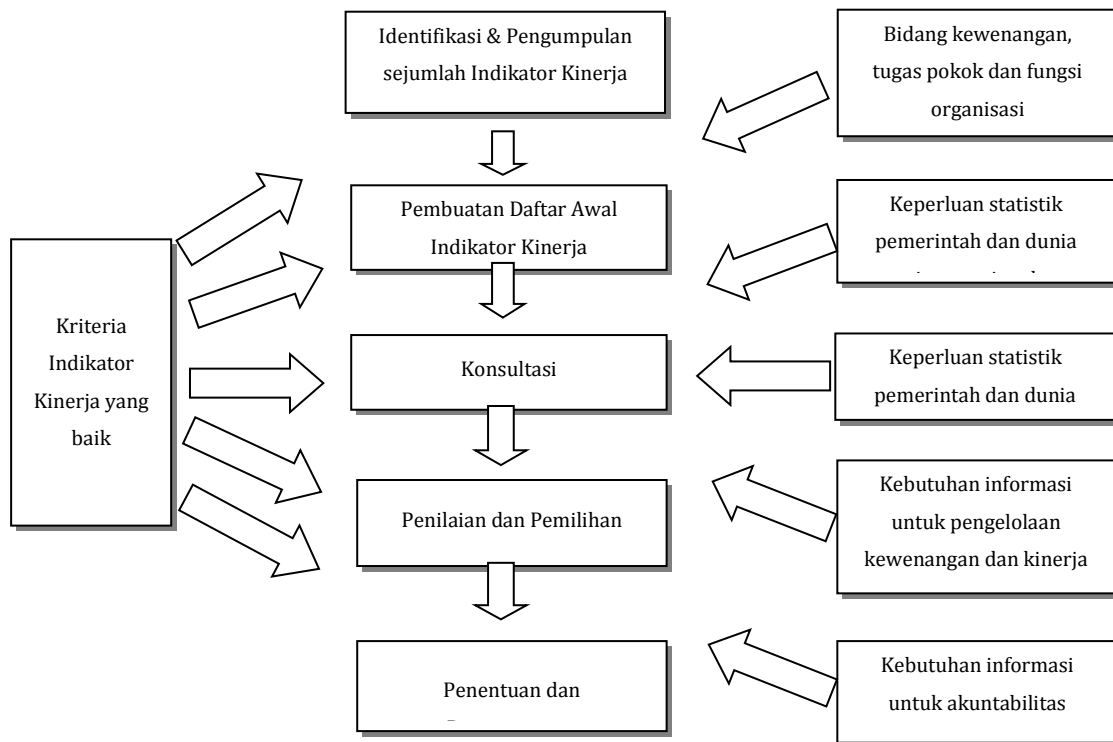 Identifikasi & Pengumpulan
sejumlah Indikator Kinerja
Pembuatan Daftar Awal
Indikator Kinerja
Konsultasi
Penilaian dan Pemilihan
Penentuan dan
Kriteria
Indikator
Kinerja yang
baik
Bidang kewenangan,
tugas pokok dan fungsi
organisasi
Keperluan statistik
pemerintah dan dunia
Keperluan statistik
pemerintah dan dunia
Kebutuhan informasi
untuk pengelolaan
kewenangan dan kinerja
Kebutuhan informasi
untuk akuntabilitas